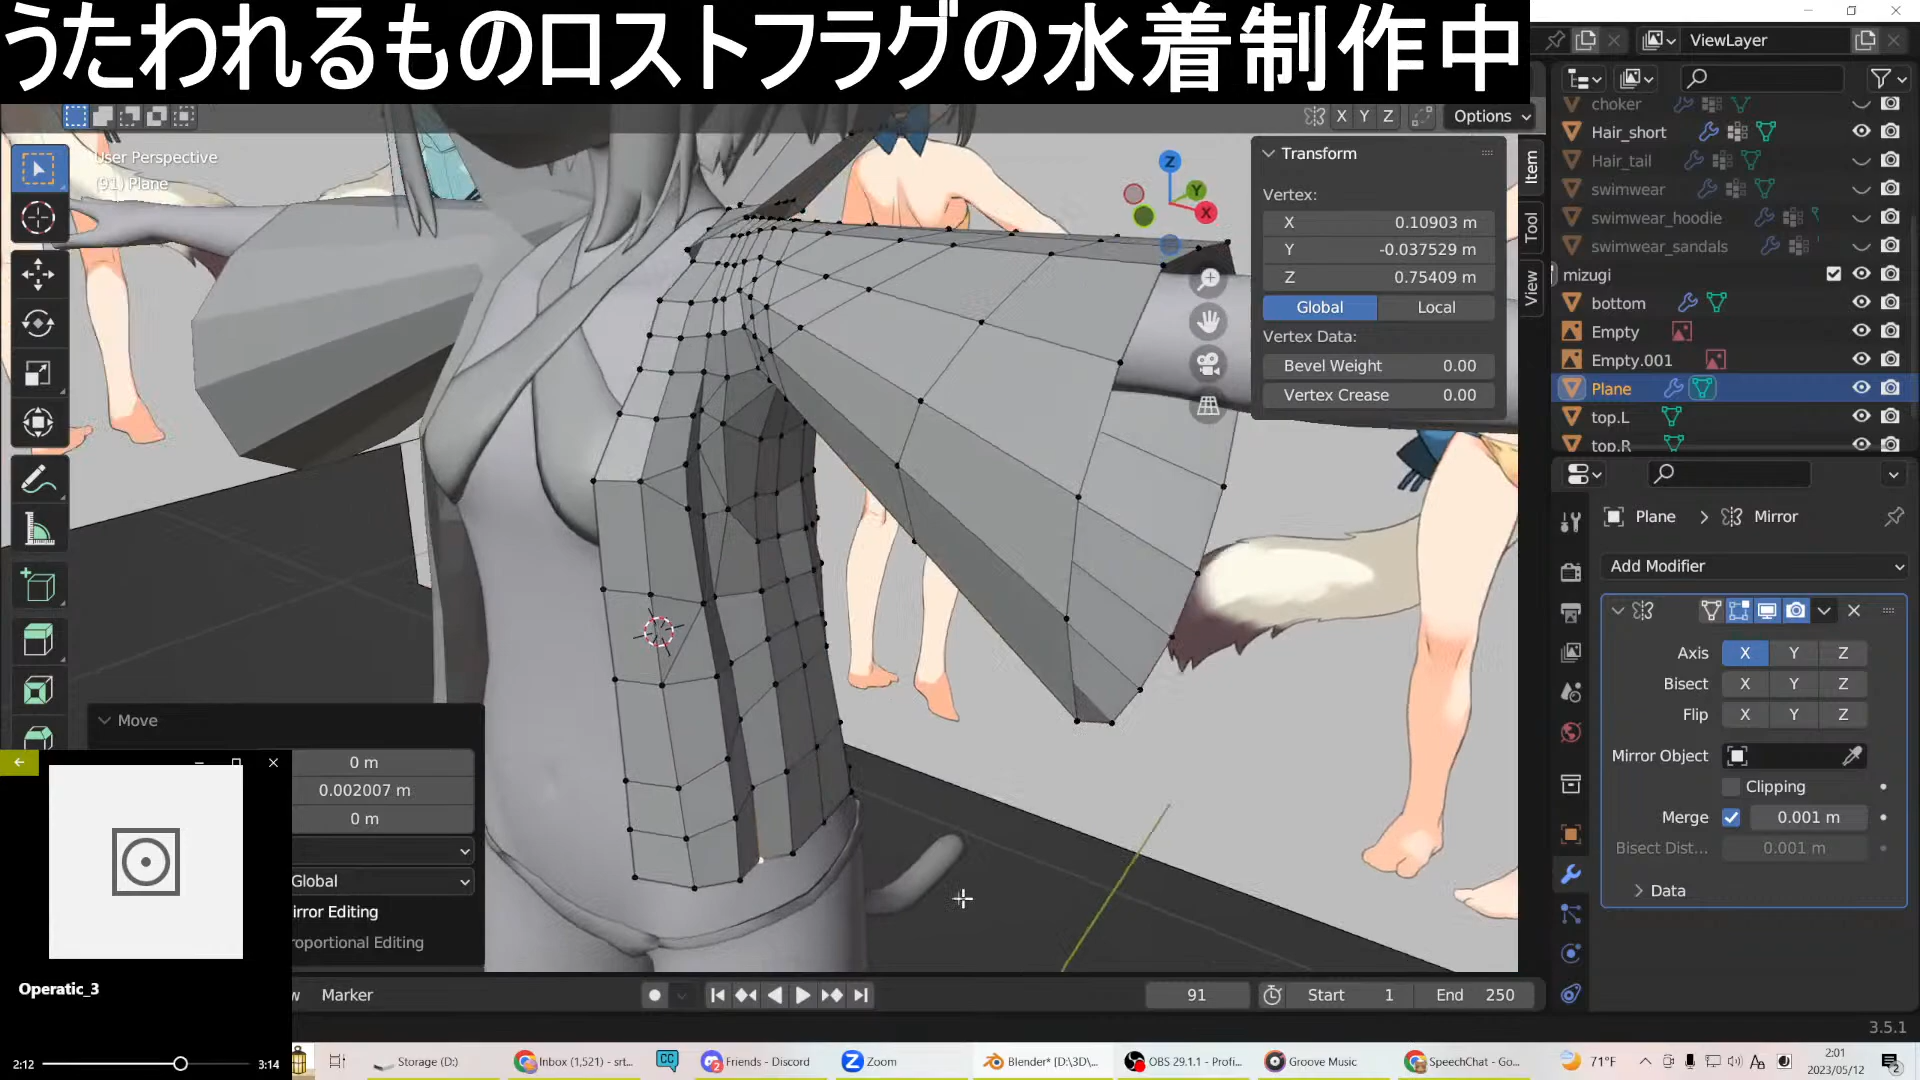 うたわれるものロストフラグの水着制作中
ViewLayer
X Y Z
Options
User Perspective
(91) Plane
Transform
Vertex:
X 0.10903 m
Y -0.037529 m
Z 0.75409 m
Global Local
Vertex Data:
Bevel Weight 0.00
Vertex Crease 0.00
Item
Tool
View
Z
Y
X
choker
Hair_short
Hair_tail
swimwear
swimwear_hoodie
swimwear_sandals
mizugi
bottom
Empty
Empty.001
Plane
top.L
top.R
Plane > Mirror
Add Modifier
Axis X Y Z
Bisect X Y Z
Flip X Y Z
Mirror Object
Clipping
Merge 0.001 m
Bisect Dist... 0.001 m
Data
Move
0 m
0.002007 m
0 m
Global
irror Editing
roportional Editing
Operatic_3
2:12 3:14
w Marker
91 Start 1 End 250
3.5.1
Storage (D:)
Inbox (1,521) - srt...
CC
Friends - Discord
2
Zoom
Blender* [D:\3D\...
OBS 29.1.1 - Profi...
Groove Music
SpeechChat - Go...
71°F
A
2:01
2023/05/12
2